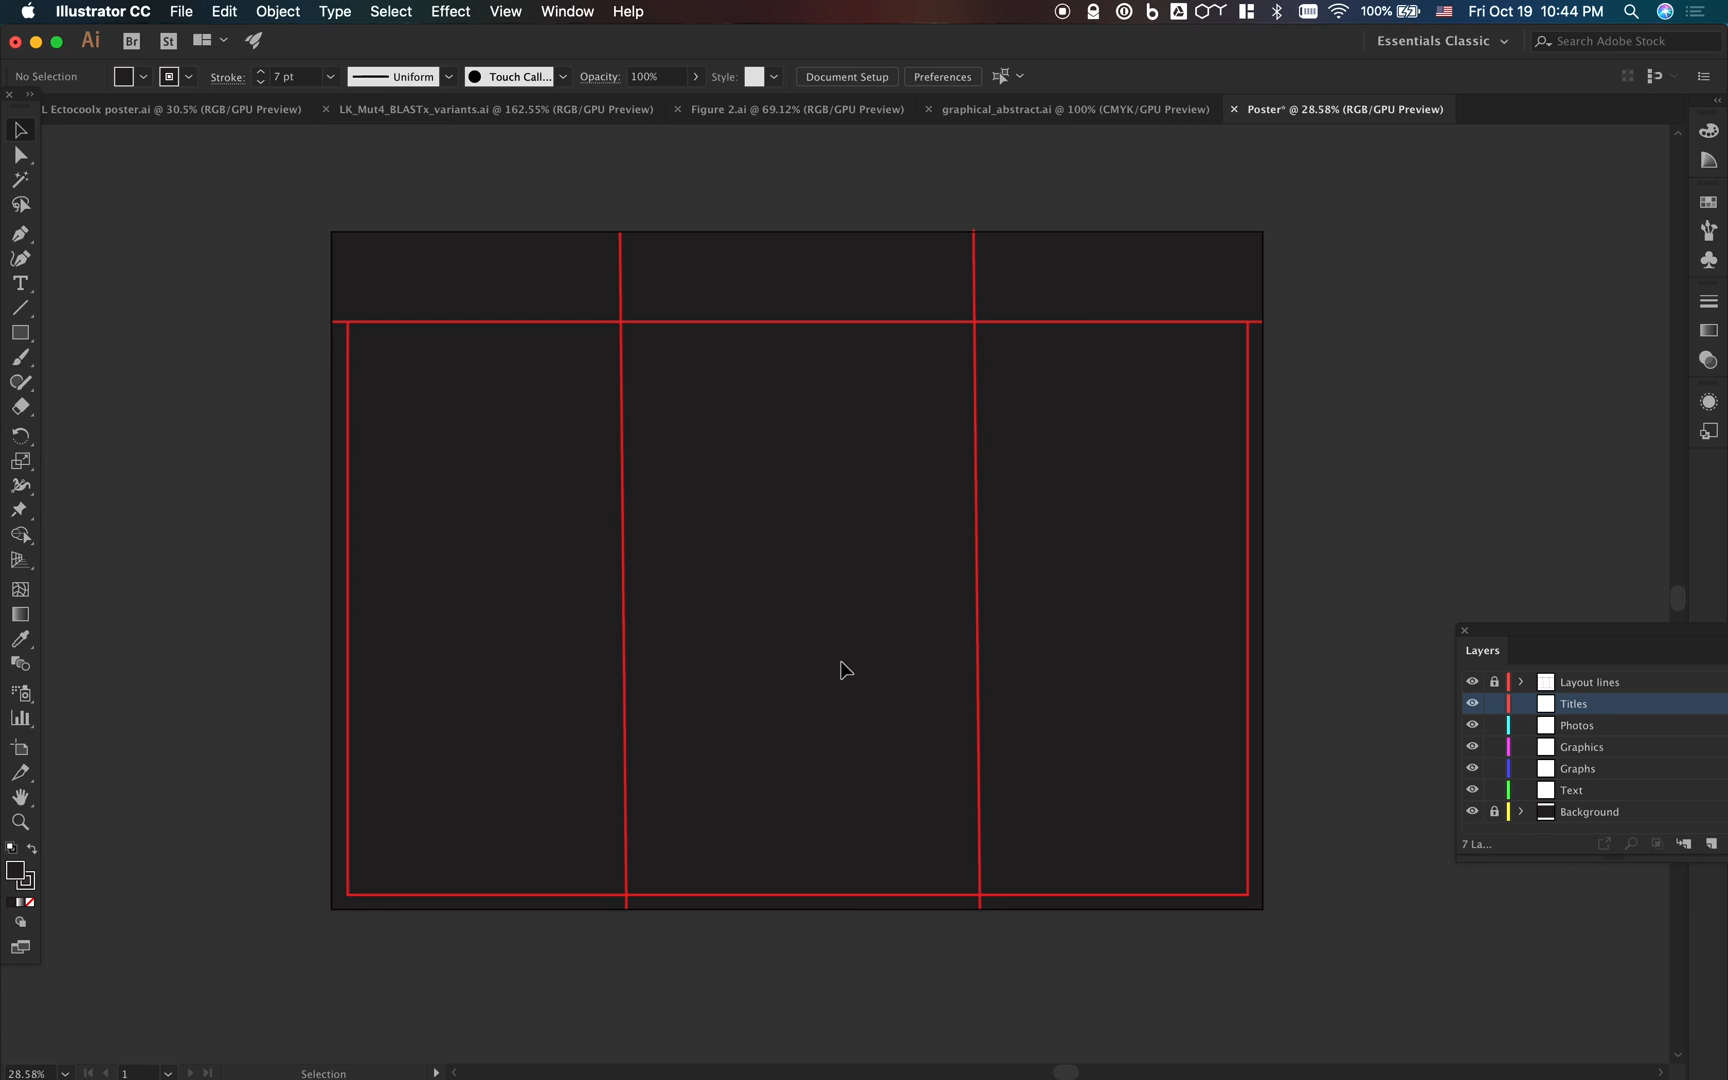 Illustrator CC File Edit Object Type Select Effect View Window Help 100% Fri Oct 19 10:44 PM
Ai Br St Essentials Classic Search Adobe Stock
No Selection Stroke: 7 pt Uniform Touch Call... Opacity: 100% Style: Document Setup Preferences
L Ectocoolx poster.ai @ 30.5% (RGB/GPU Preview) LK_Mut4_BLASTx_variants.ai @ 162.55% (RGB/GPU Preview) Figure 2.ai @ 69.12% (RGB/GPU Preview) graphical_abstract.ai @ 100% (CMYK/GPU Preview) Poster* @ 28.58% (RGB/GPU Preview)
Layers
Layout lines
Titles
Photos
Graphics
Graphs
Text
Background
7 La...
28.58% 1 Selection